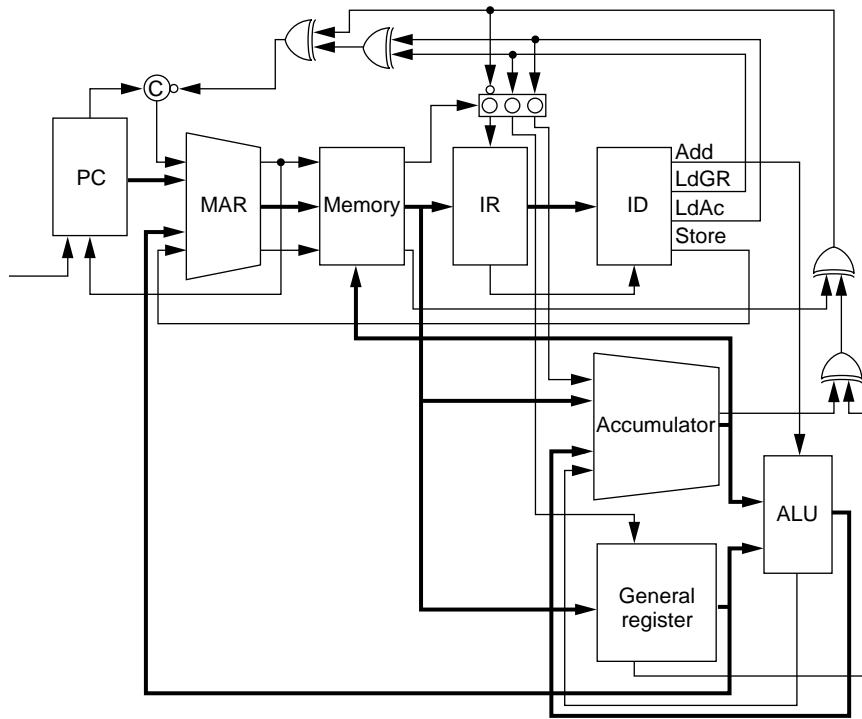 C
PC
MAR
Memory
IR
ID
Add
LdGR
LdAc
Store
Accumulator
ALU
General
register